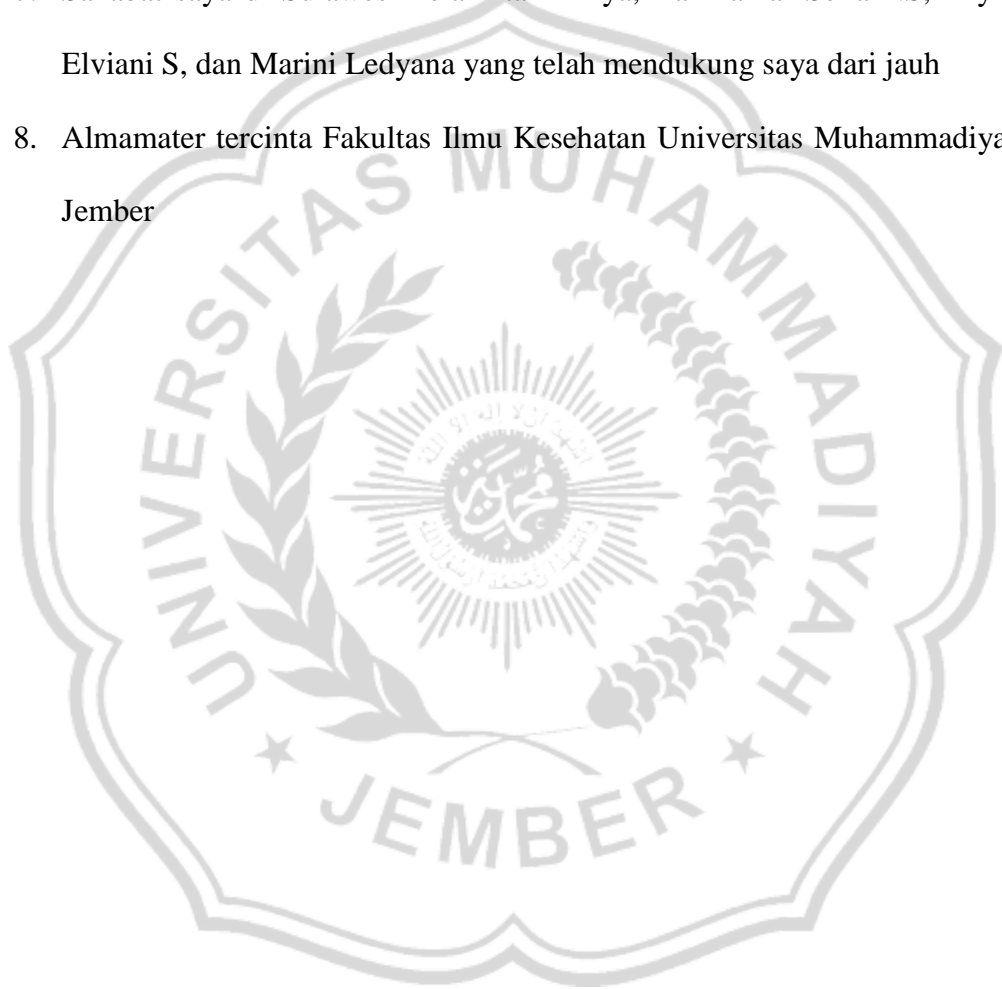 Elviani S, dan Marini Ledyana yang telah mendukung saya dari jauh
8. Almamater tercinta Fakultas Ilmu Kesehatan Universitas Muhammadiya
Jember
UNIVERSITAS MUHAMMADIYAH
JEMBER